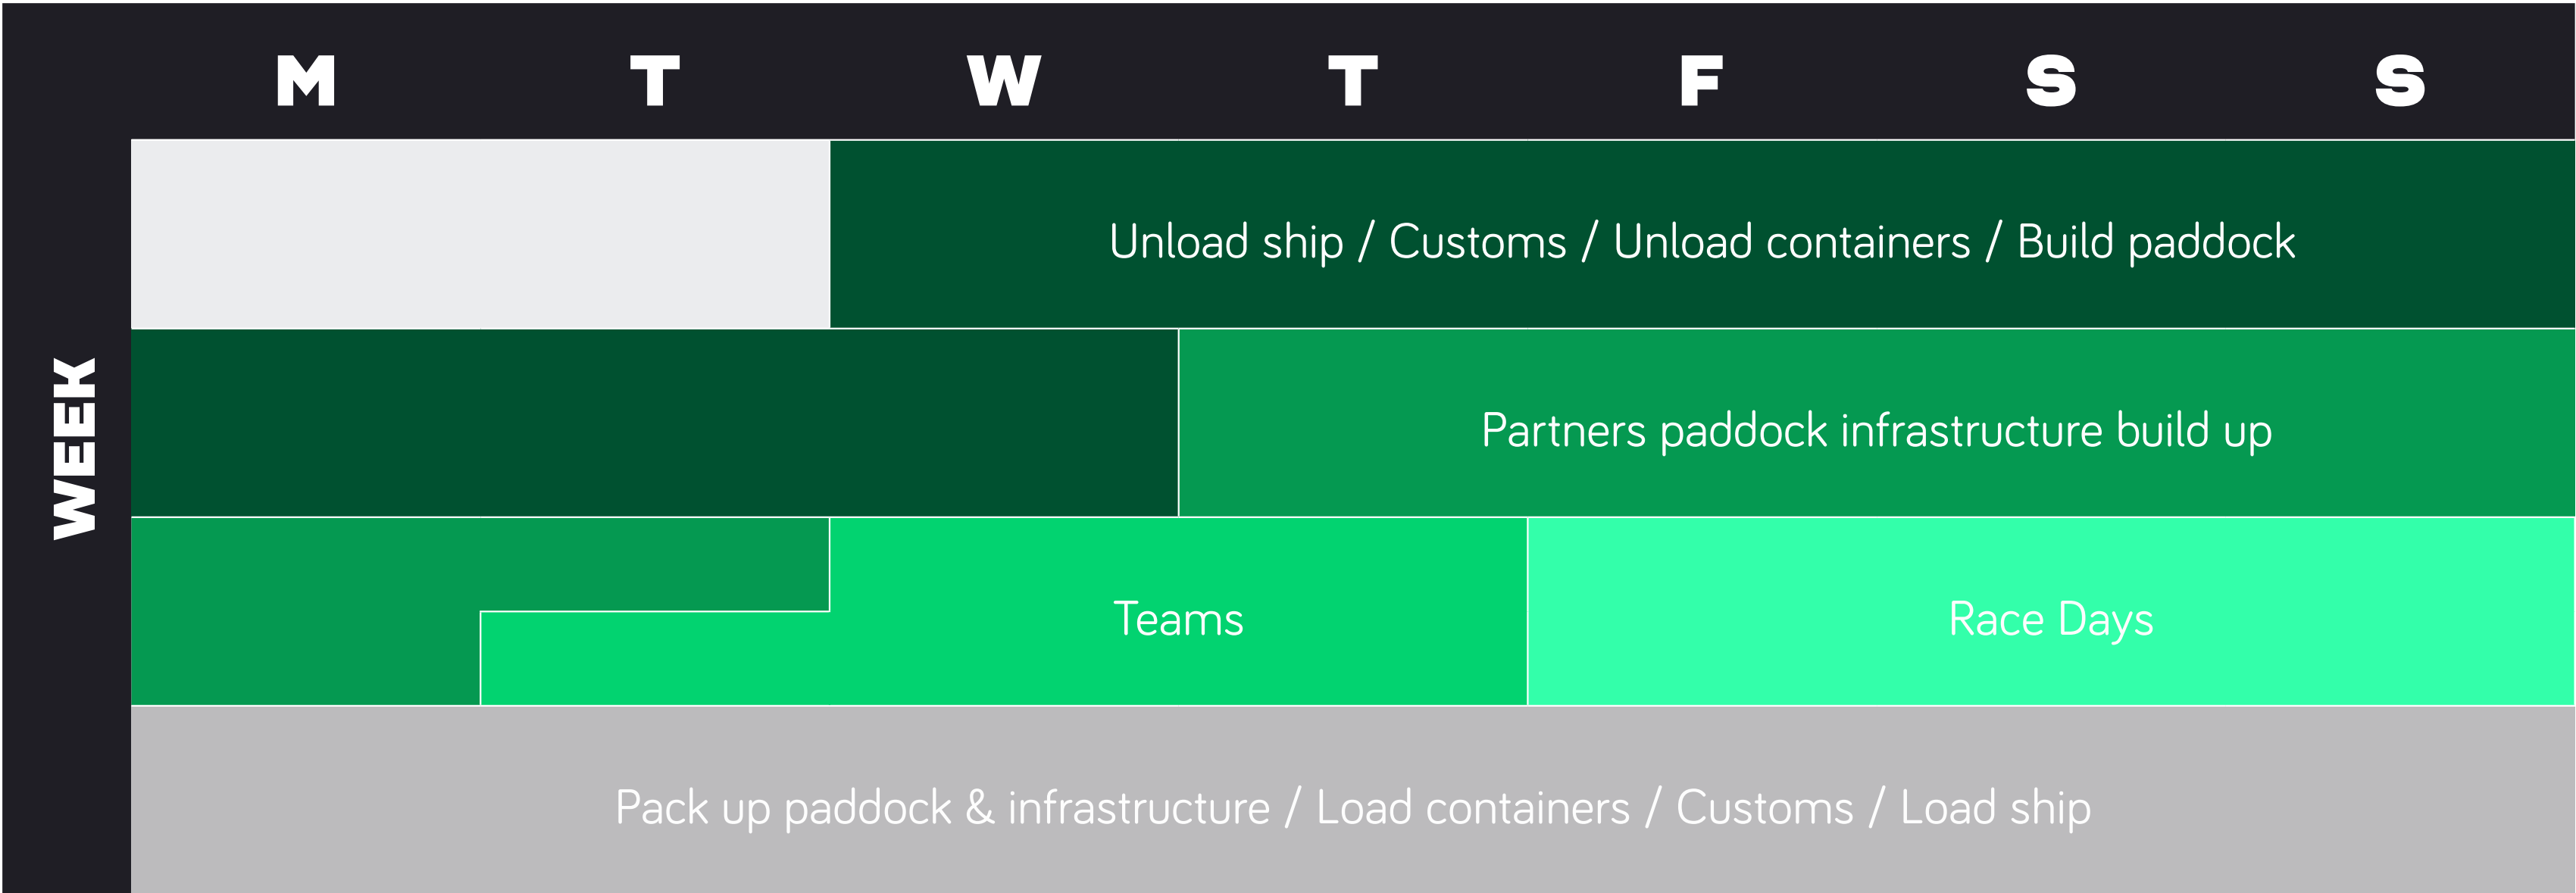 M T W T F S S
WEEK
Unload ship / Customs / Unload containers / Build paddock
Partners paddock infrastructure build up
Teams
Race Days
Pack up paddock & infrastructure / Load containers / Customs / Load ship